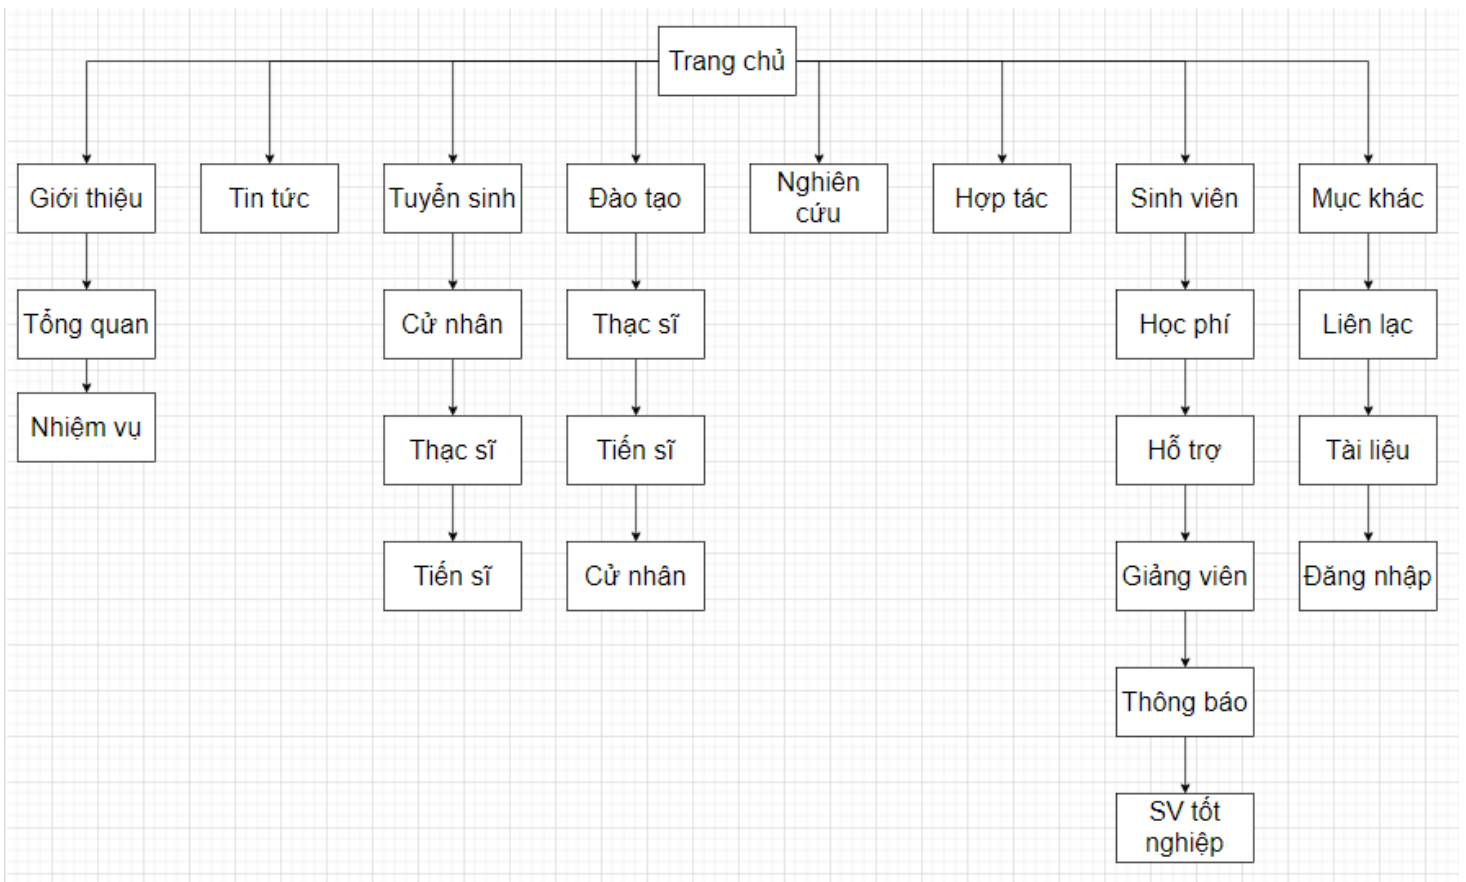 Trang chủ
Giới thiệu
Tin tức
Tuyển sinh
Đào tạo
Nghiên
cứu
Hợp tác
Sinh viên
Mục khác
Tổng quan
Cử nhân
Thạc sĩ
Học phí
Liên lạc
Nhiệm vụ
Thạc sĩ
Tiến sĩ
Hỗ trợ
Tài liệu
Tiến sĩ
Cử nhân
Giảng viên
Đăng nhập
Thông báo
SV tốt
nghiệp